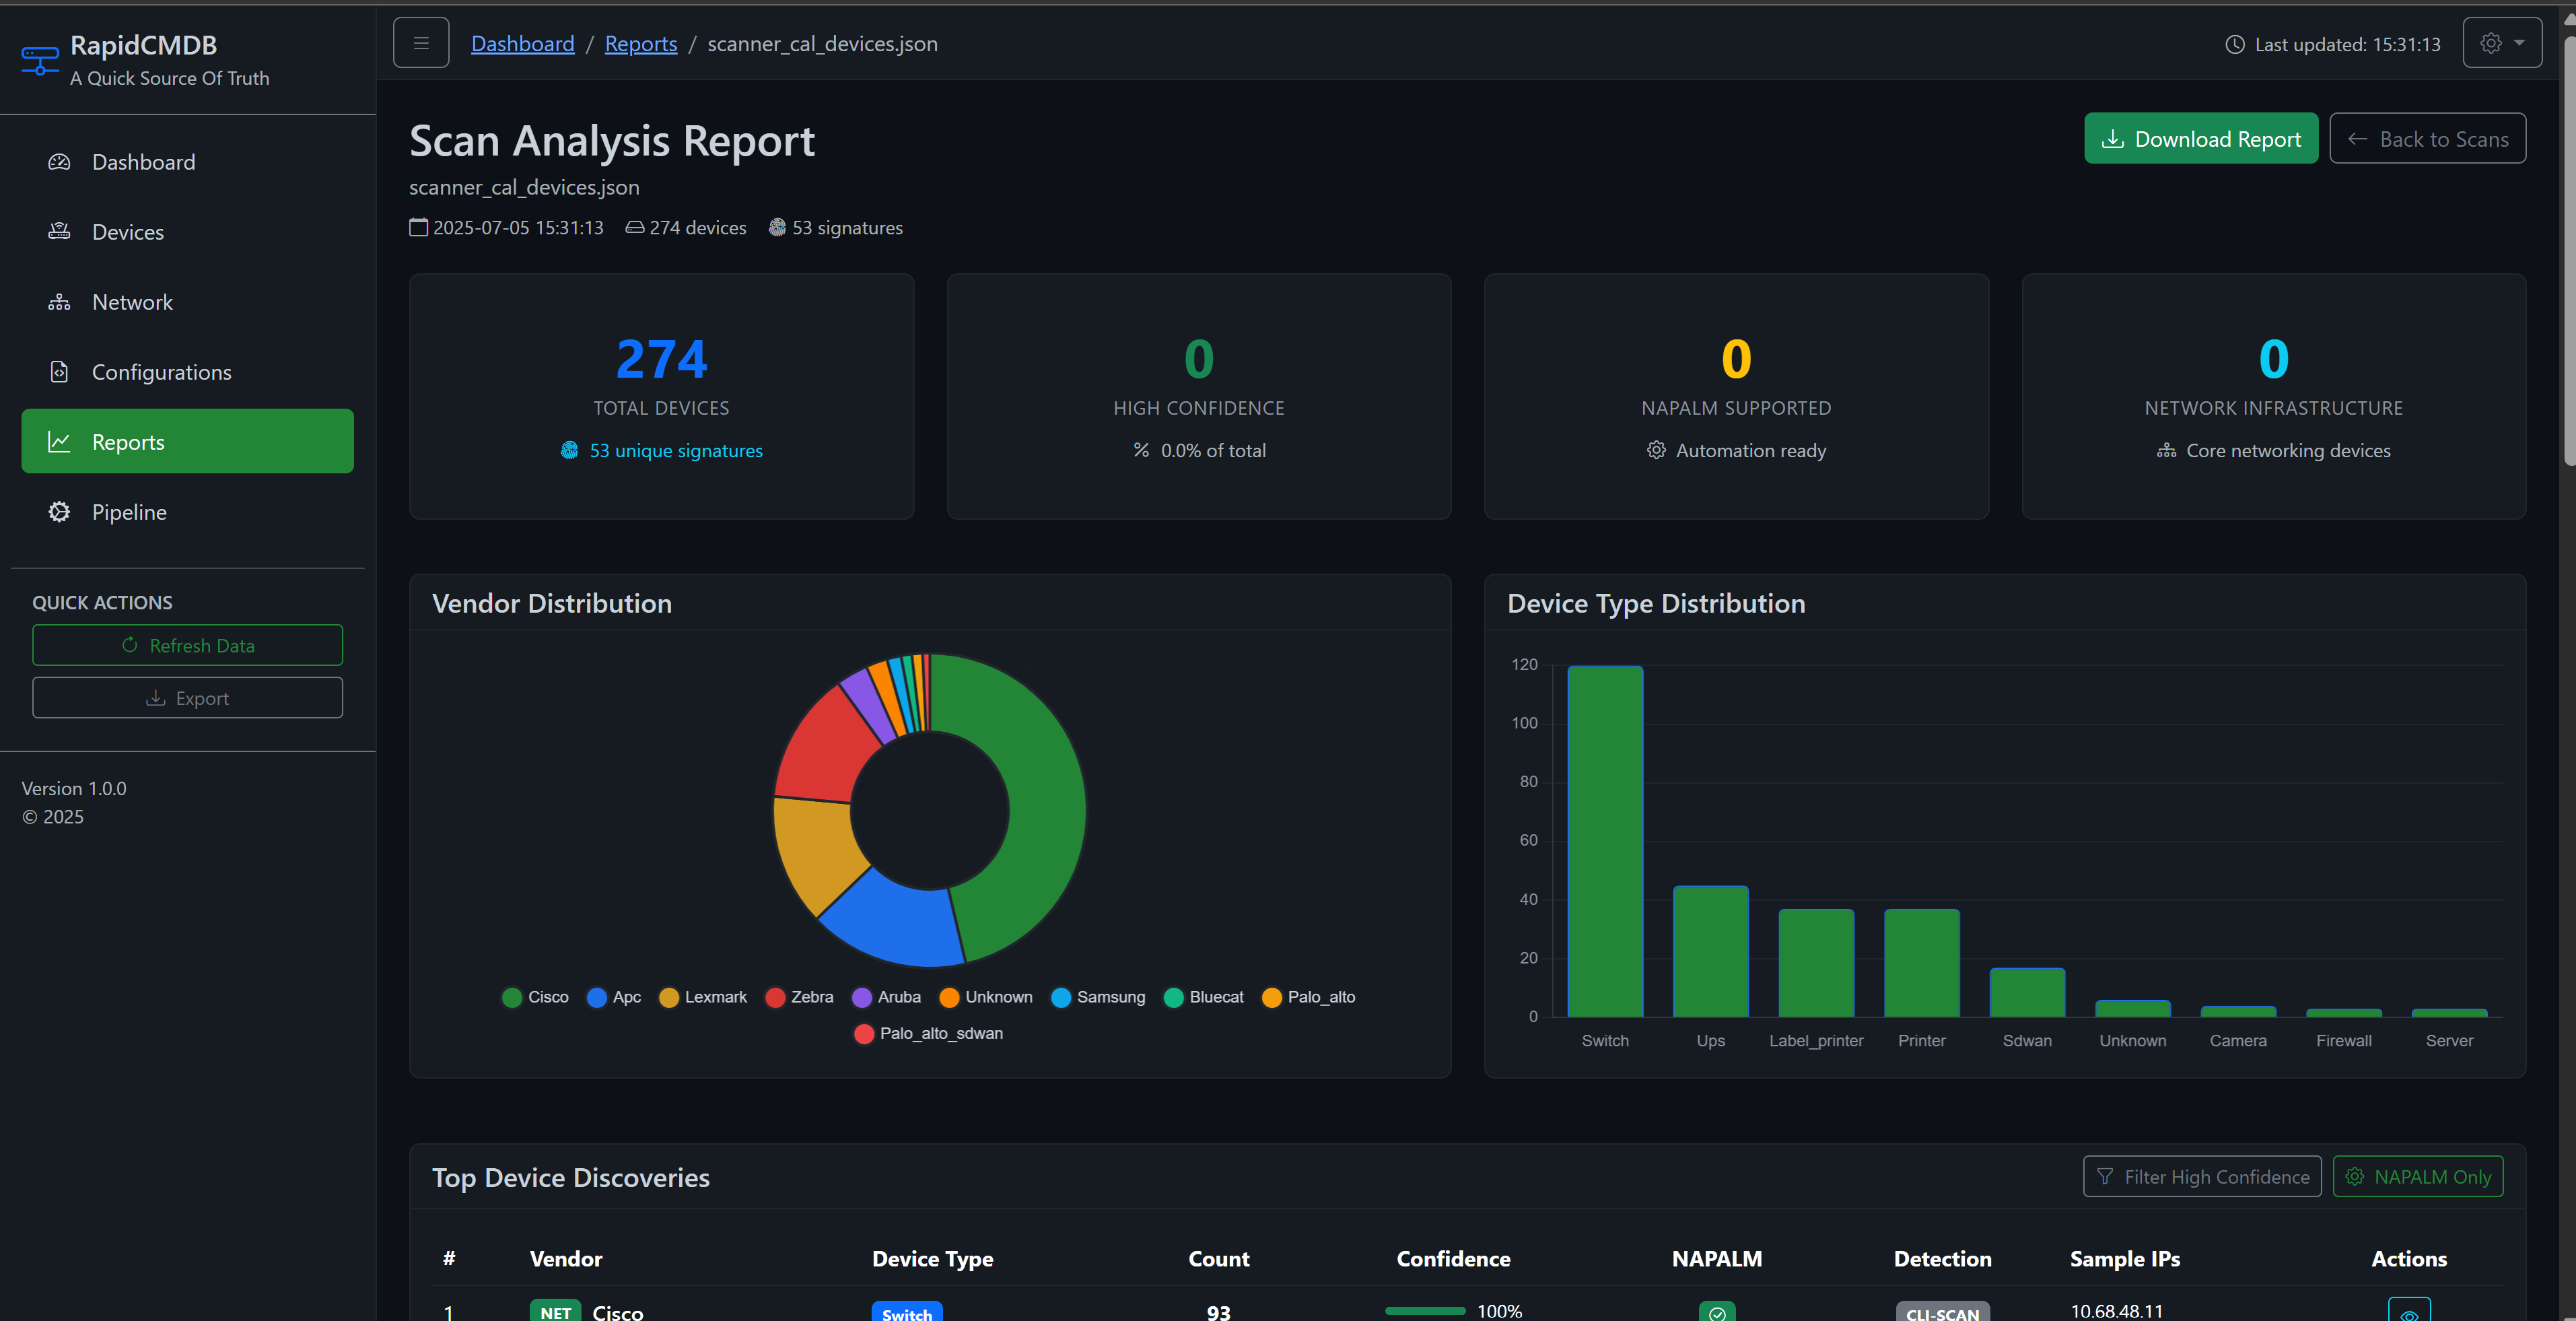 RapidCMDB
A Quick Source Of Truth
Dashboard
Devices
Network
Configurations
Reports
Pipeline
QUICK ACTIONS
Refresh Data
Export
Version 1.0.0
© 2025
Dashboard / Reports / scanner_cal_devices.json
Last updated: 15:31:13
Scan Analysis Report
Download Report
Back to Scans
scanner_cal_devices.json
2025-07-05 15:31:13 274 devices 53 signatures
274
TOTAL DEVICES
53 unique signatures
0
HIGH CONFIDENCE
0.0% of total
0
NAPALM SUPPORTED
Automation ready
0
NETWORK INFRASTRUCTURE
Core networking devices
Vendor Distribution
Cisco Apc Lexmark Zebra Aruba Unknown Samsung Bluecat Palo_alto
Palo_alto_sdwan
Device Type Distribution
120
100
80
60
40
20
0
Switch Ups Label_printer Printer Sdwan Unknown Camera Firewall Server
Top Device Discoveries
Filter High Confidence
NAPALM Only
# Vendor Device Type Count Confidence NAPALM Detection Sample IPs Actions
1 NET Cisco Switch 93 100% CLI-SCAN 10.68.48.11